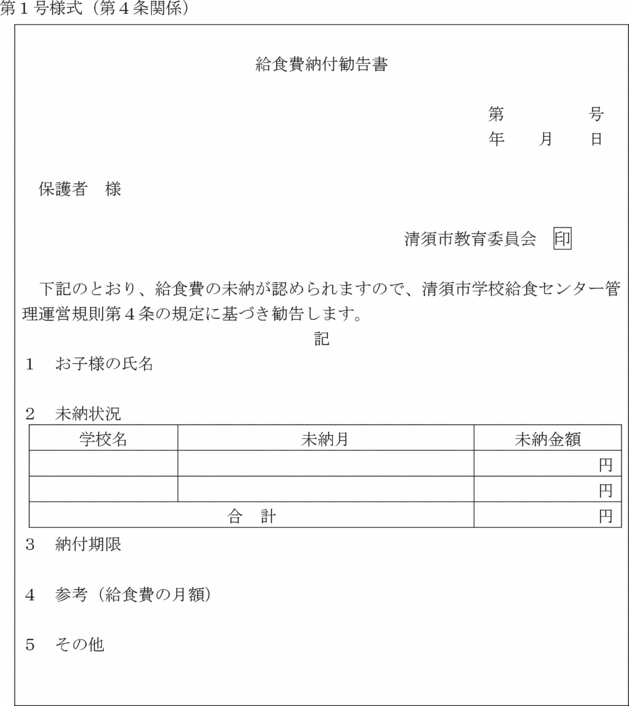 第１号様式（第４条関係）
給食費納付勧告書
第　　　　　号
年　　月　　日
保護者　様
清須市教育委員会　印
下記のとおり、給食費の未納が認められますので、清須市学校給食センター管
理運営規則第４条の規定に基づき勧告します。
記
１　お子様の氏名
２　未納状況
学校名　未納月　未納金額
円
円
合　計　円
３　納付期限
４　参考（給食費の月額）
５　その他